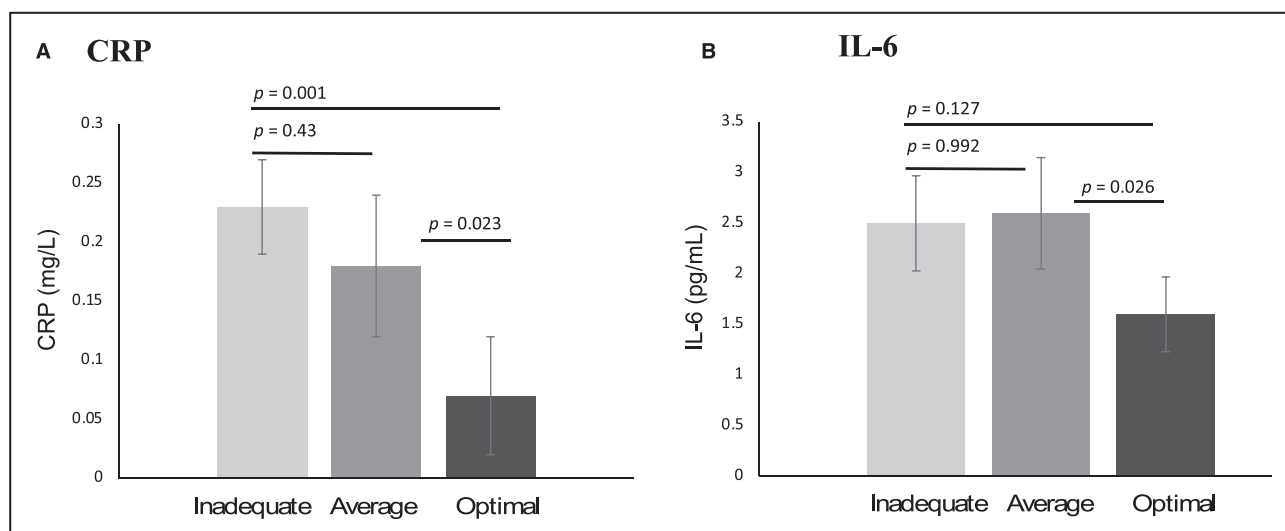 A CRP
p = 0.001
p = 0.43
p = 0.023
0.3
0.25
0.2
0.15
0.1
0.05
0
CRP (mg/L)
Inadequate Average Optimal
B IL-6
p = 0.127
p = 0.992
p = 0.026
3.5
3
2.5
2
1.5
1
0.5
0
IL-6 (pg/mL)
Inadequate Average Optimal